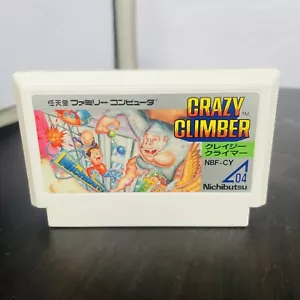 任天堂 ファミリー コンピュータ
CRAZY
CLIMBER
TM
クレイジー
クライマー
NBF-CY
04
Nichibutsu